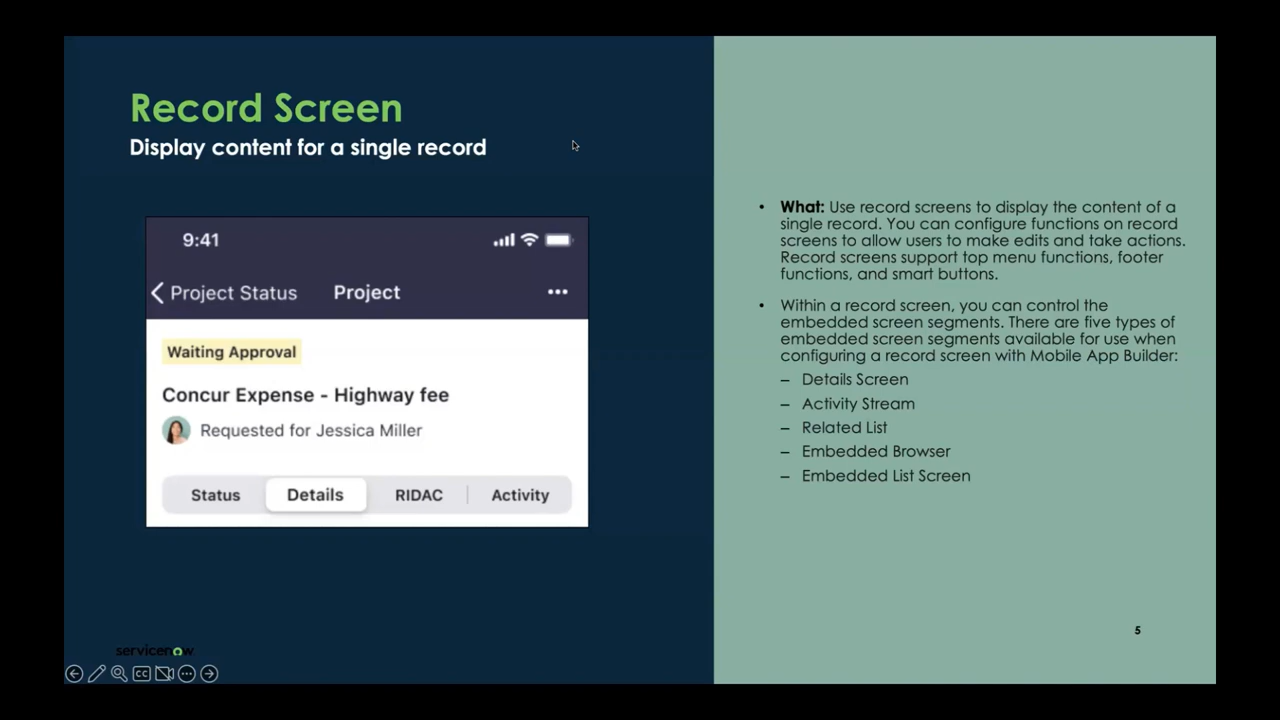 Record Screen
Display content for a single record
9:41
Project Status
Project
Waiting Approval
Concur Expense - Highway fee
Requested for Jessica Miller
Status
Details
RIDAC
Activity
• What: Use record screens to display the content of a
single record. You can configure functions on record
screens to allow users to make edits and take actions.
Record screens support top menu functions, footer
functions, and smart buttons.
• Within a record screen, you can control the
embedded screen segments. There are five types of
embedded screen segments available for use when
configuring a record screen with Mobile App Builder:
– Details Screen
– Activity Stream
– Related List
– Embedded Browser
– Embedded List Screen
5
servicenow
CC